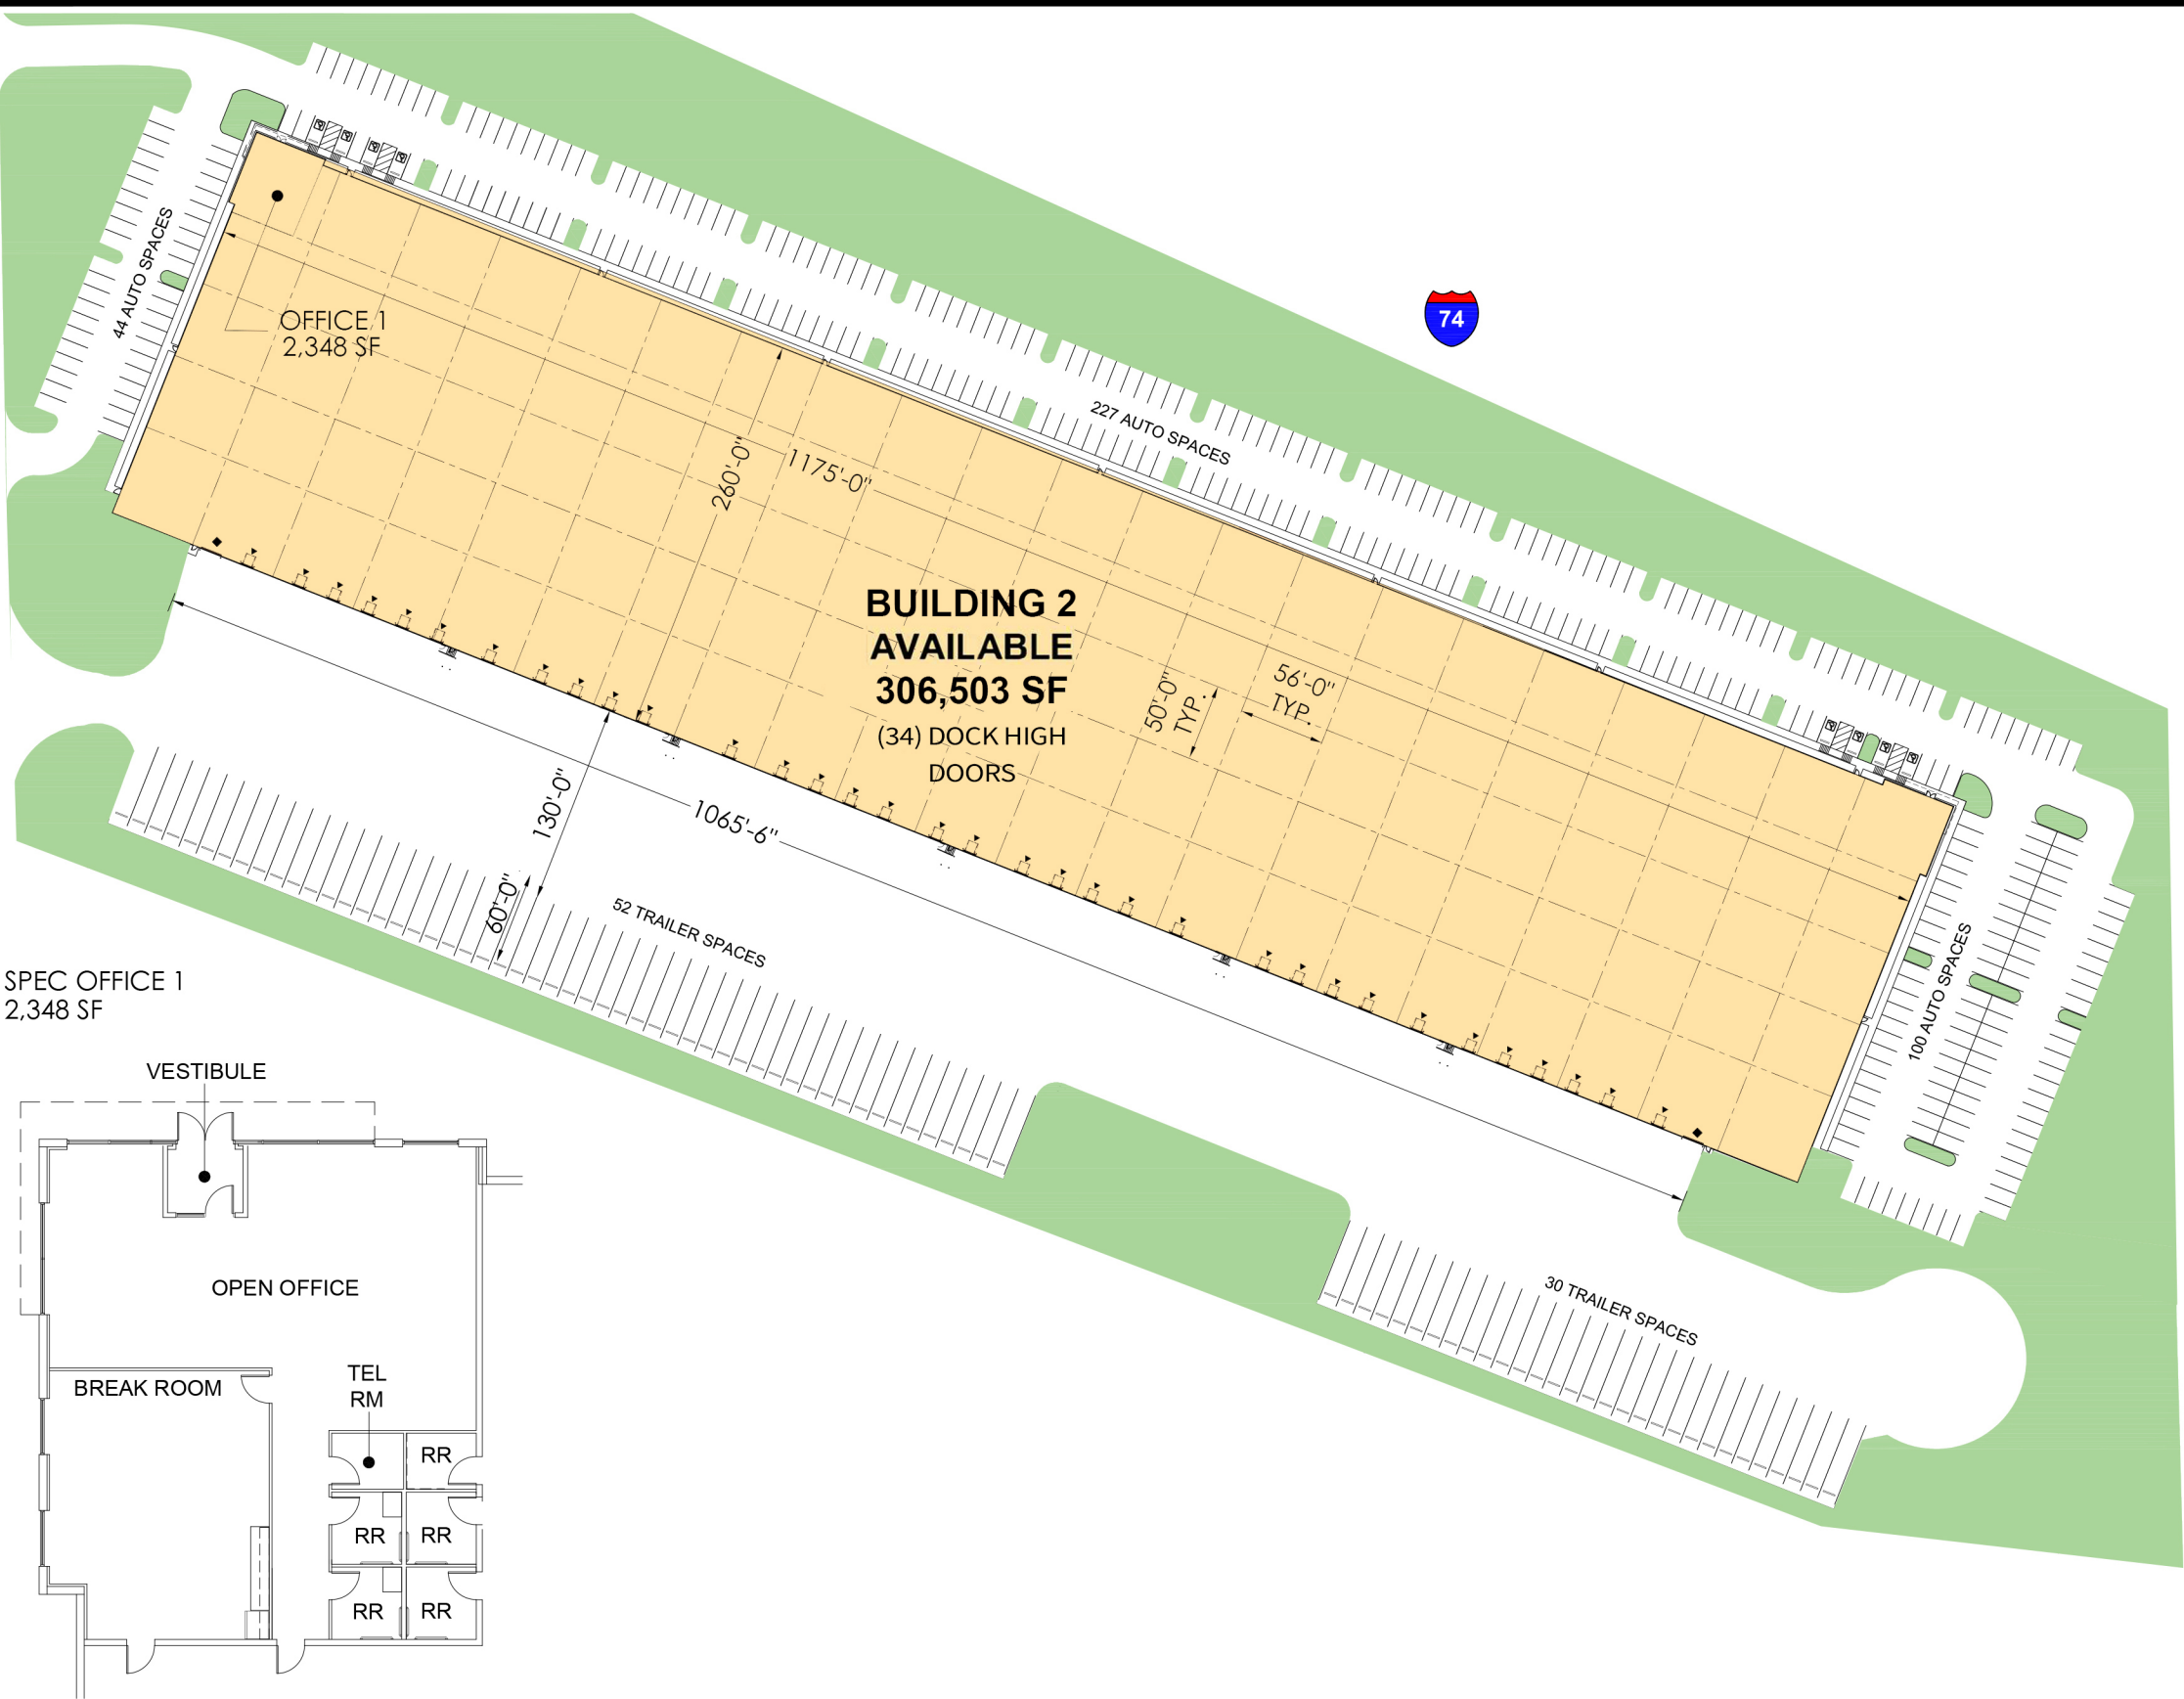 74
44 AUTO SPACES
OFFICE 1
2,348 SF
227 AUTO SPACES
260'-0"
1175'-0"
BUILDING 2
AVAILABLE
306,503 SF
(34) DOCK HIGH
DOORS
50'-0"
TYP.
56'-0"
TYP.
130'-0"
1065'-6"
60'-0"
52 TRAILER SPACES
100 AUTO SPACES
30 TRAILER SPACES
SPEC OFFICE 1
2,348 SF
VESTIBULE
OPEN OFFICE
BREAK ROOM
TEL
RM
RR
RR
RR
RR
RR